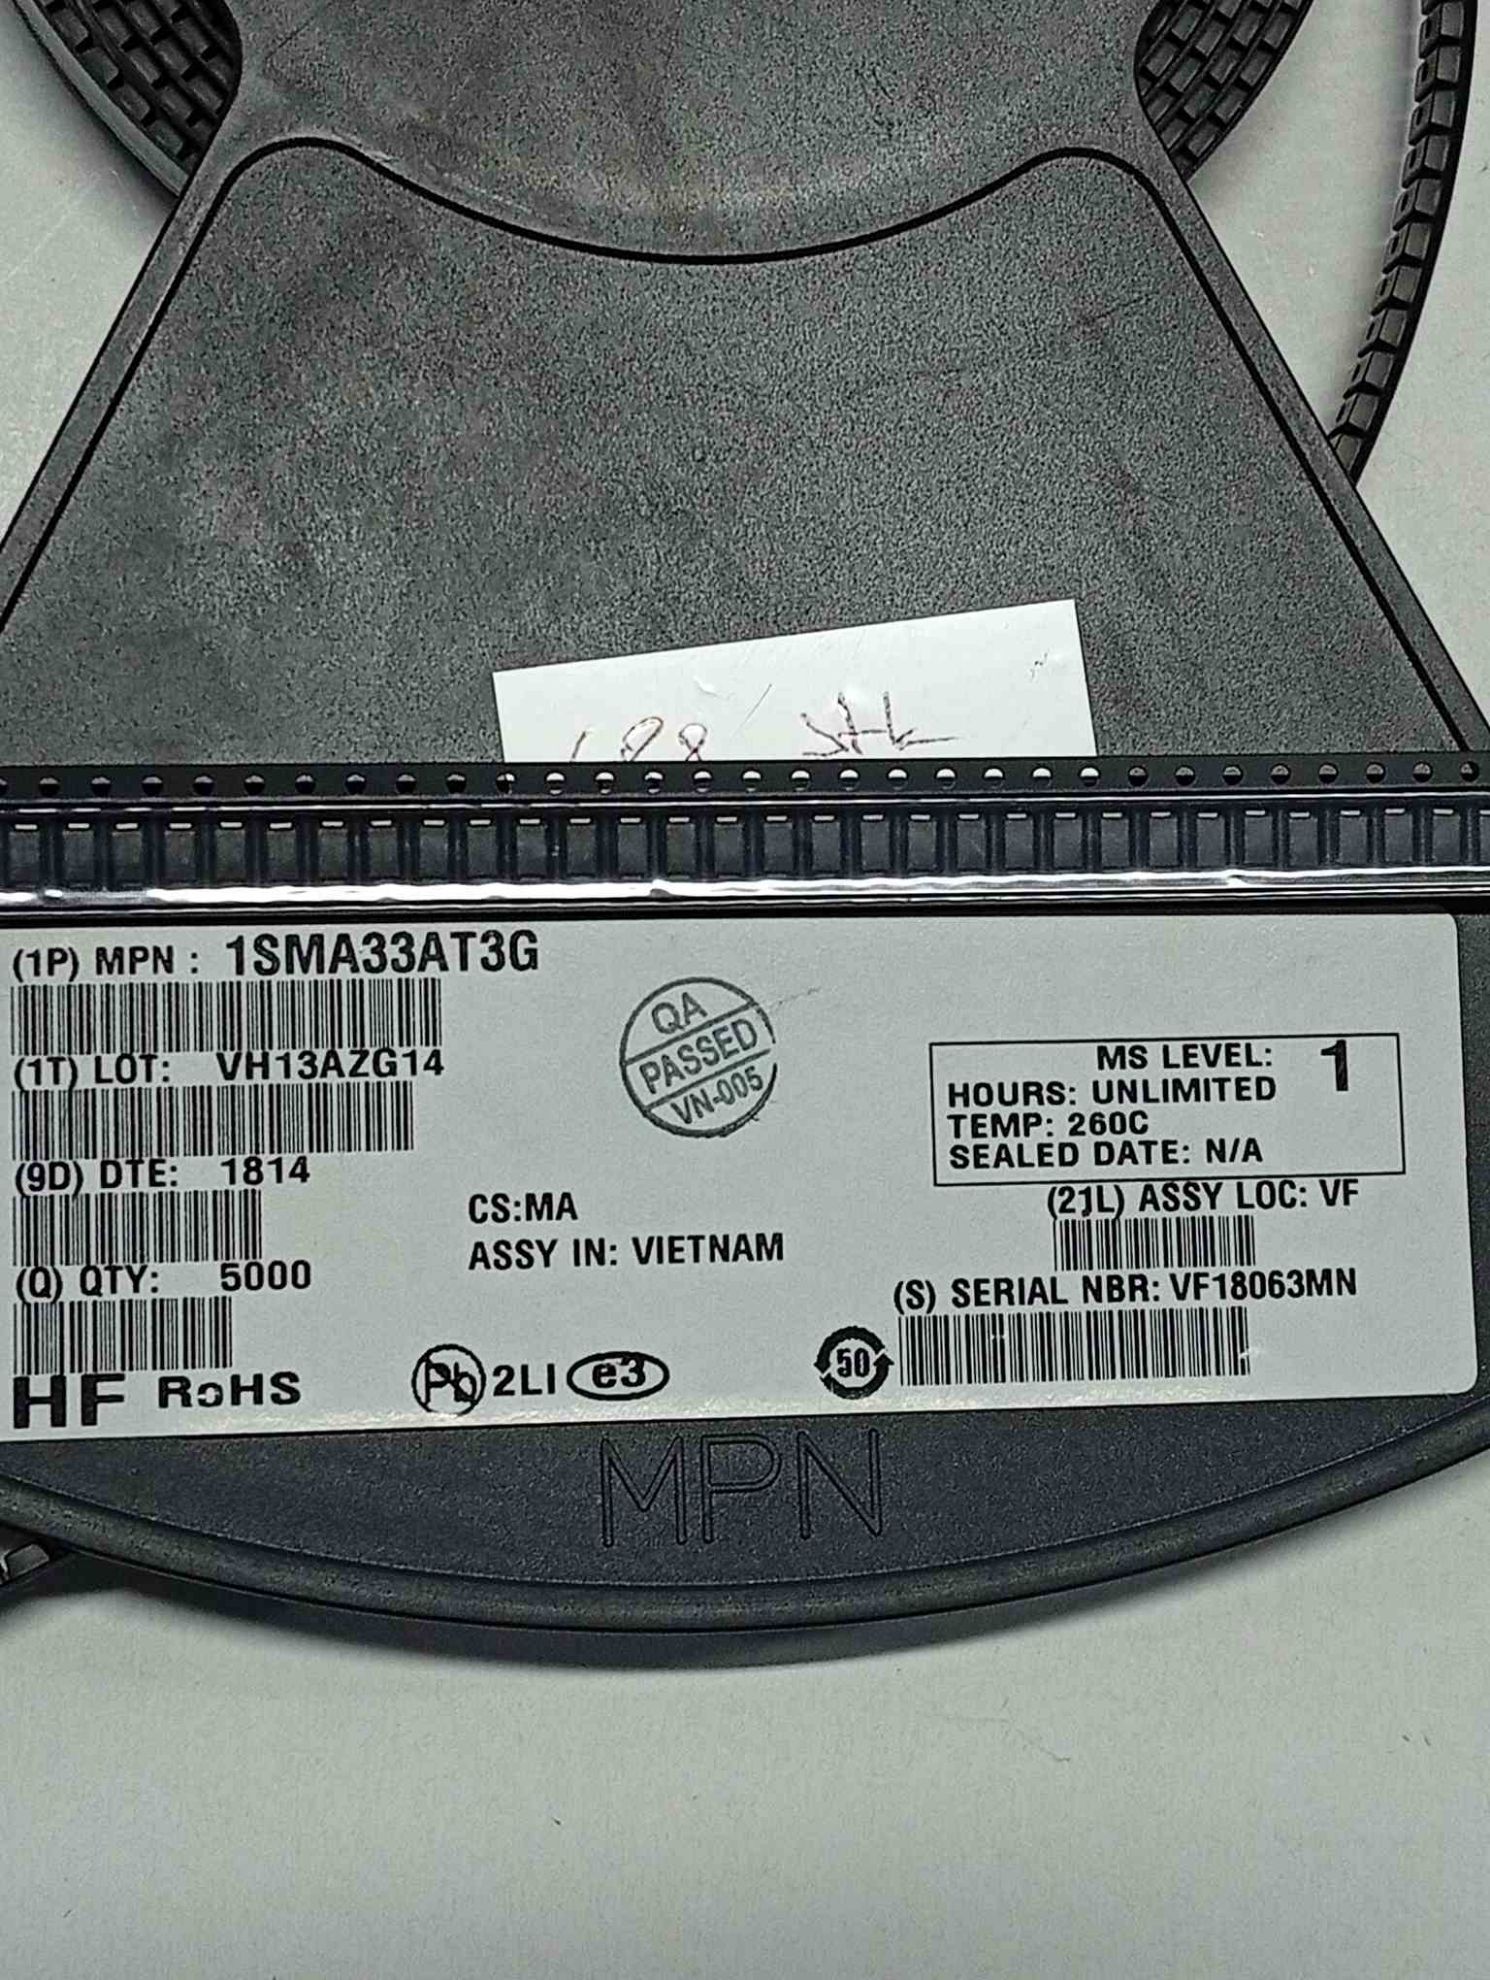 (1P) MPN : 1SMA33AT3G
(1T) LOT: VH13AZG14
(9D) DTE: 1814
(Q) QTY: 5000
HF RoHS
QA
PASSED
VN-005
CS:MA
ASSY IN: VIETNAM
Pb 2LI e3
MS LEVEL: 1
HOURS: UNLIMITED
TEMP: 260C
SEALED DATE: N/A
(21L) ASSY LOC: VF
(S) SERIAL NBR: VF18063MN
50
MPN